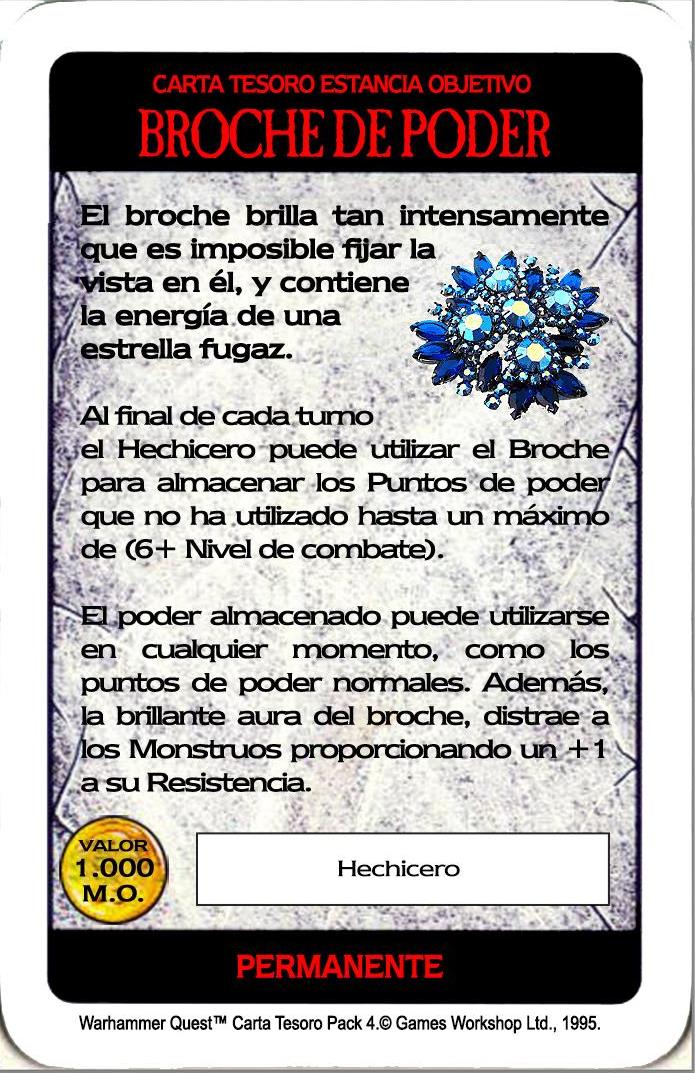 CARTA TESORO ESTANCIA OBJETIVO
BROCHE DE PODER
El broche brilla tan intensamente
que es imposible fijar la
vista en él, y contiene
la energía de una
estrella fugaz.
Al final de cada turno
el Hechicero puede utilizar el Broche
para almacenar los Puntos de poder
que no ha utilizado hasta un máximo
de (6+ Nivel de combate).
El poder almacenado puede utilizarse
en cualquier momento, como los
puntos de poder normales. Además,
la brillante aura del broche, distrae a
los Monstruos proporcionando un +1
a su Resistencia.
VALOR
1.000
M.O.
Hechicero
PERMANENTE
Warhammer Quest™ Carta Tesoro Pack 4.© Games Workshop Ltd., 1995.